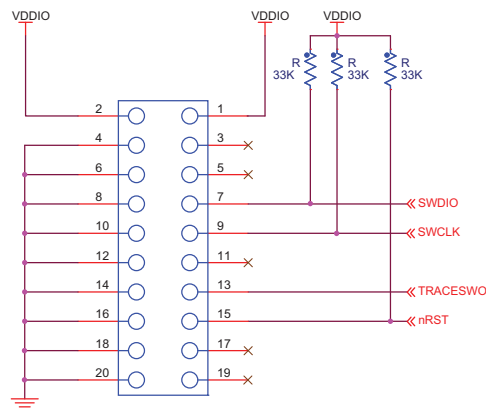 VDDIO VDDIO VDDIO
R R R
33K 33K 33K
2 1
4 3
6 5
8 7 SWDIO
10 9 SWCLK
12 11
14 13 TRACESWO
16 15 nRST
18 17
20 19